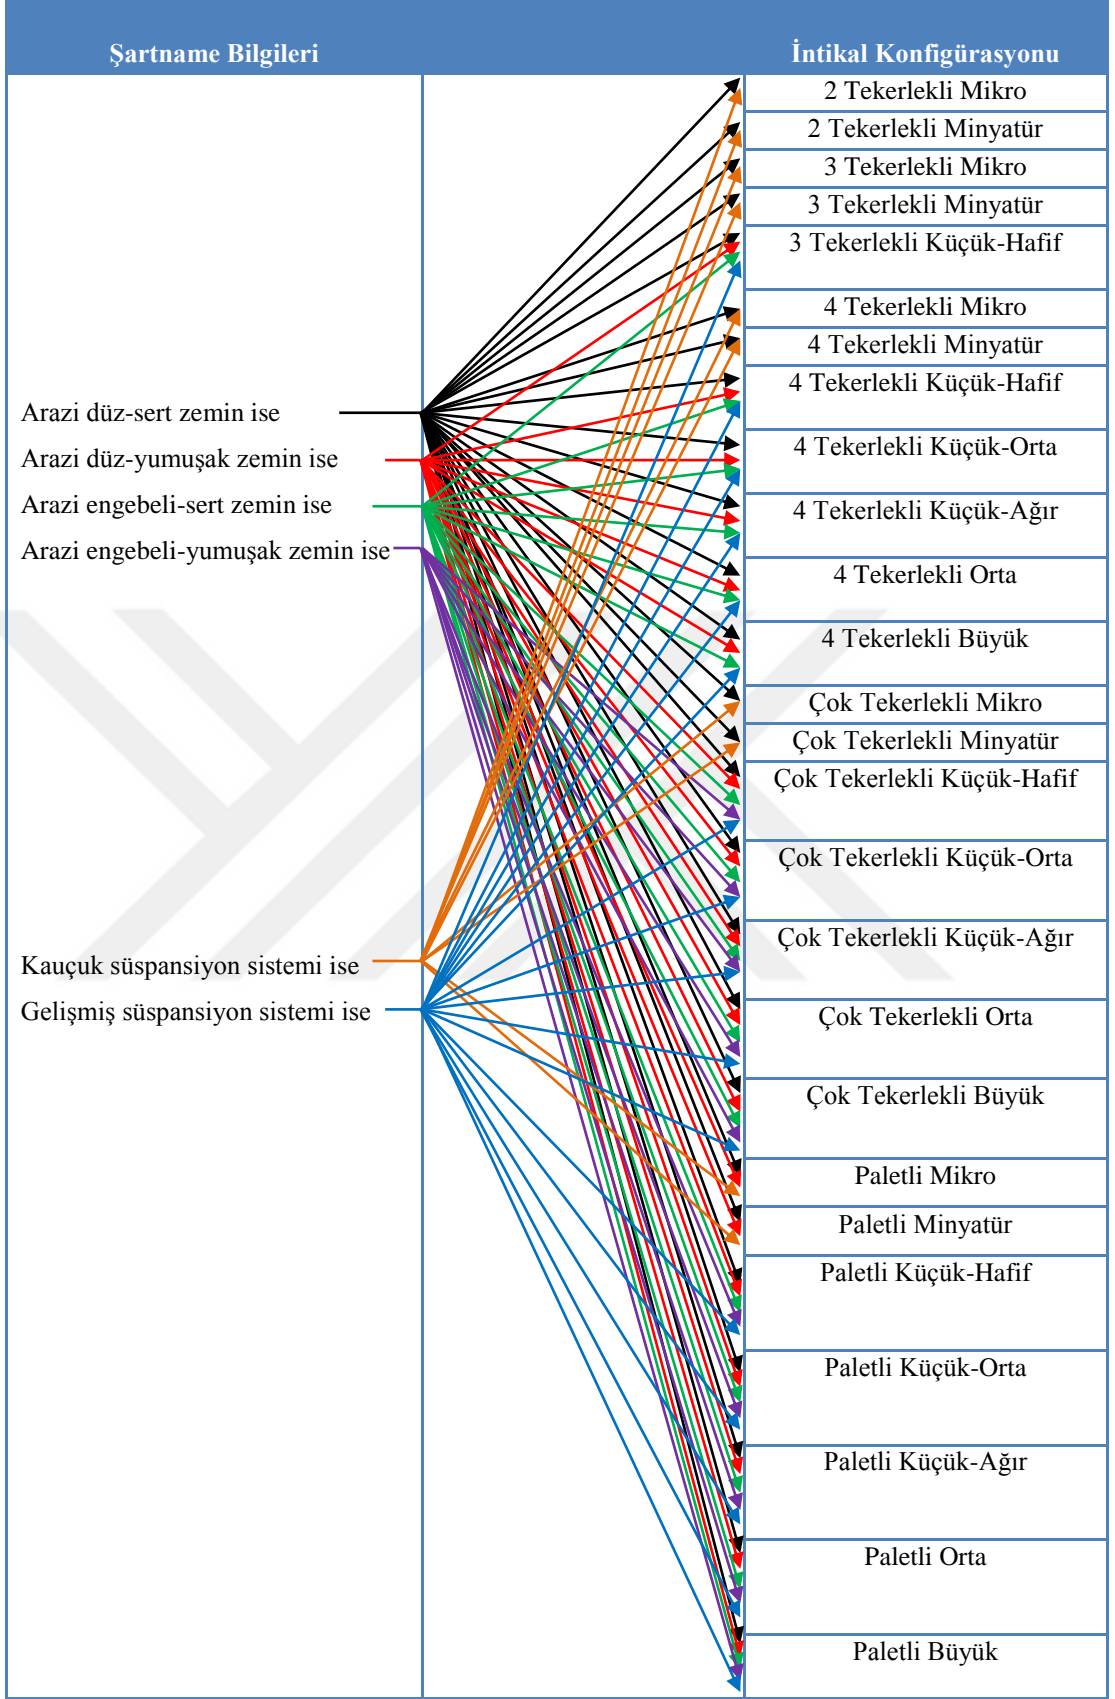 Şartname Bilgileri
İntikal Konfigürasyonu
Arazi düz-sert zemin ise
Arazi düz-yumuşak zemin ise
Arazi engebeli-sert zemin ise
Arazi engebeli-yumuşak zemin ise
Kauçuk süspansiyon sistemi ise
Gelişmiş süspansiyon sistemi ise
2 Tekerlekli Mikro
2 Tekerlekli Minyatür
3 Tekerlekli Mikro
3 Tekerlekli Minyatür
3 Tekerlekli Küçük-Hafif
4 Tekerlekli Mikro
4 Tekerlekli Minyatür
4 Tekerlekli Küçük-Hafif
4 Tekerlekli Küçük-Orta
4 Tekerlekli Küçük-Ağır
4 Tekerlekli Orta
4 Tekerlekli Büyük
Çok Tekerlekli Mikro
Çok Tekerlekli Minyatür
Çok Tekerlekli Küçük-Hafif
Çok Tekerlekli Küçük-Orta
Çok Tekerlekli Küçük-Ağır
Çok Tekerlekli Orta
Çok Tekerlekli Büyük
Paletli Mikro
Paletli Minyatür
Paletli Küçük-Hafif
Paletli Küçük-Orta
Paletli Küçük-Ağır
Paletli Orta
Paletli Büyük